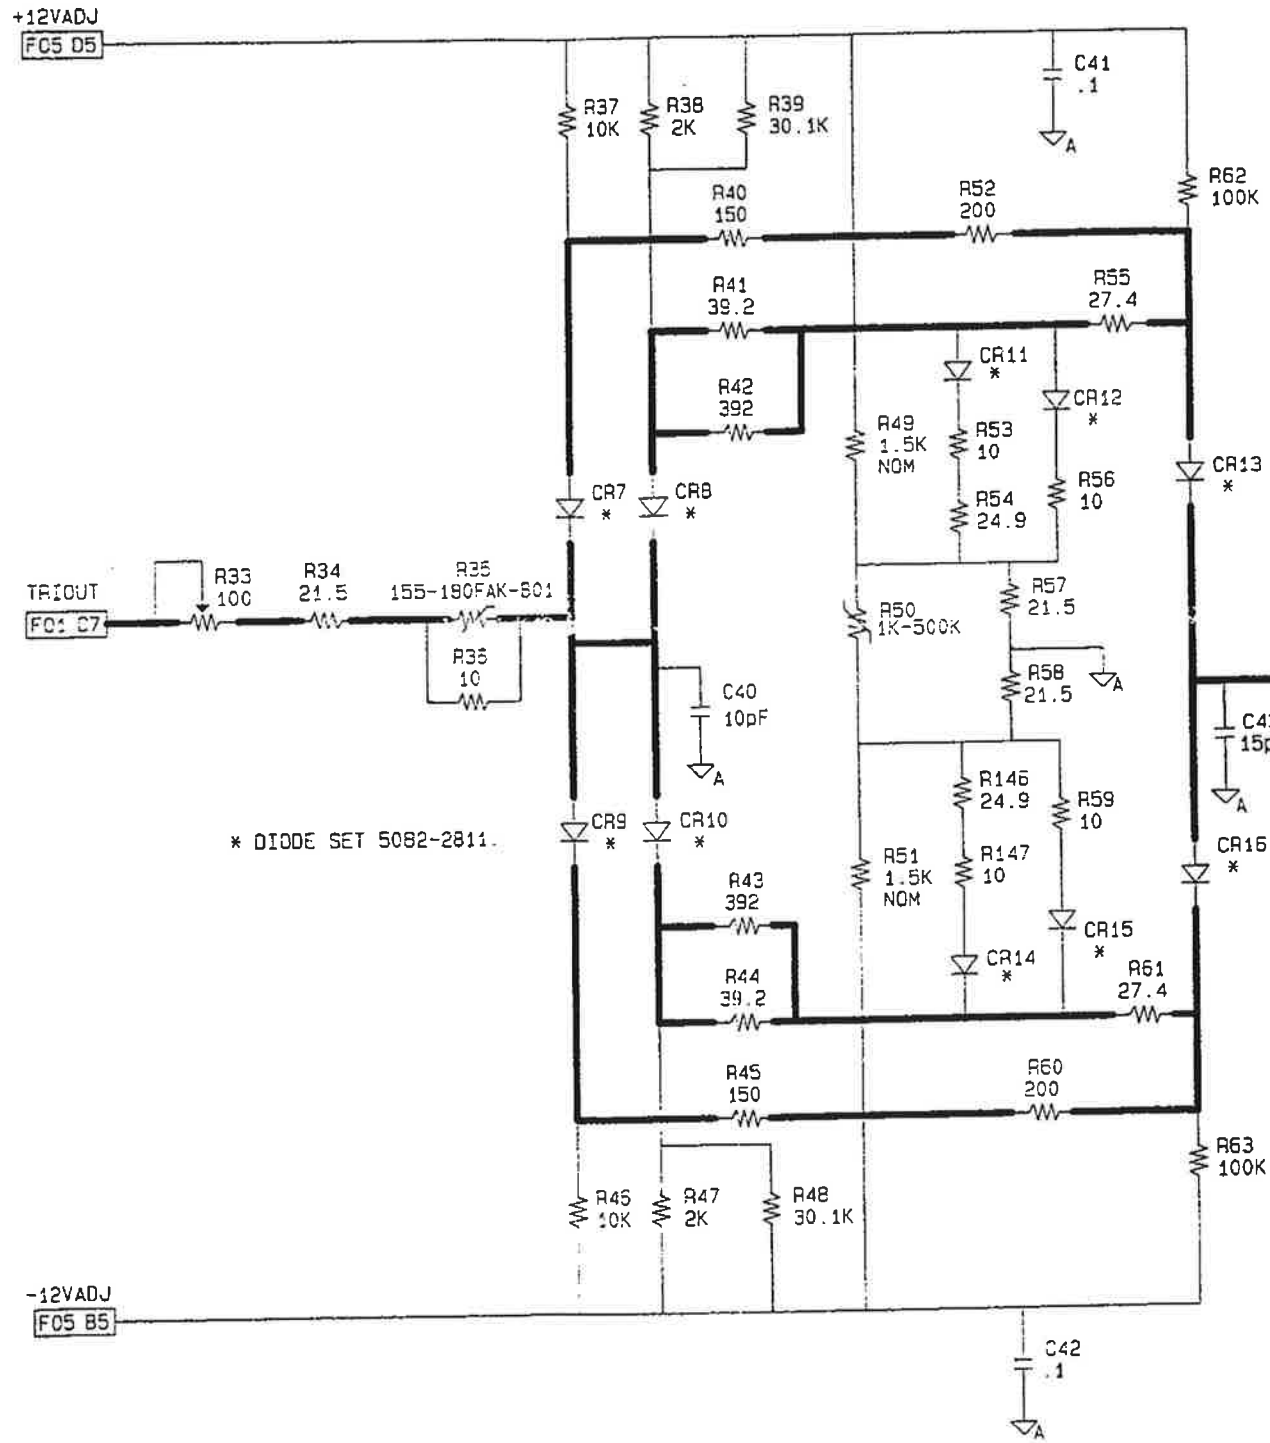 +12VADJ
F05 D5
R37
10K
R38
2K
R39
30.1K
C41
.1
A
R62
100K
R40
150
R52
200
R41
39.2
R55
27.4
CR11
*
R42
392
CR12
*
R49
1.5K
NOM
R53
10
CR13
*
R56
10
R54
24.9
CR7
*
CR8
*
TRIOUT
F01 C7
R33
100
R34
21.5
R35
155-180FAK-S01
R57
21.5
R50
1K-500K
R36
10
R58
21.5
A
C40
10pF
A
15p
A
R146
24.9
R59
10
* DIODE SET 5082-2811.
CR9
*
CR10
*
CR16
*
R51
1.5K
NOM
R147
10
R43
392
CR15
*
CR14
*
R44
39.2
R61
27.4
R45
150
R60
200
R63
100K
R46
10K
R47
2K
R48
30.1K
-12VADJ
F05 B5
C42
.1
A